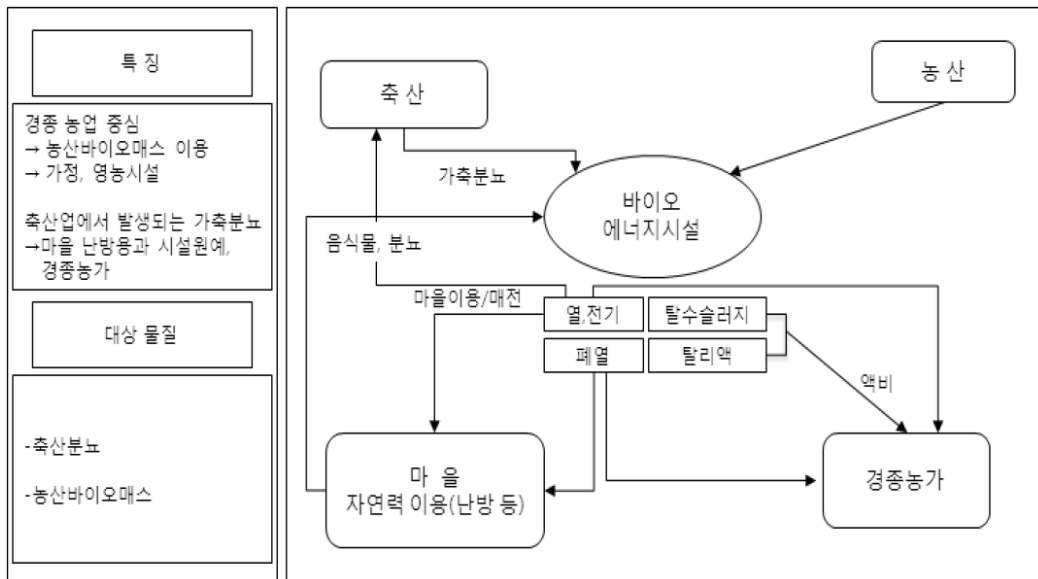 특 징
경종 농업 중심
→ 농산바이오매스 이용
→ 가정, 영농시설
축산업에서 발생되는 가축분뇨
→마을 난방용과 시설원예,
경종농가
대상 물질
-축산분뇨
-농산바이오매스
축 산
농 산
가축분뇨
바이오
에너지시설
음식물, 분뇨
마을이용/매전
열,전기
탈수슬러지
폐열
탈리액
액비
마 을
자연력 이용(난방 등)
경종농가